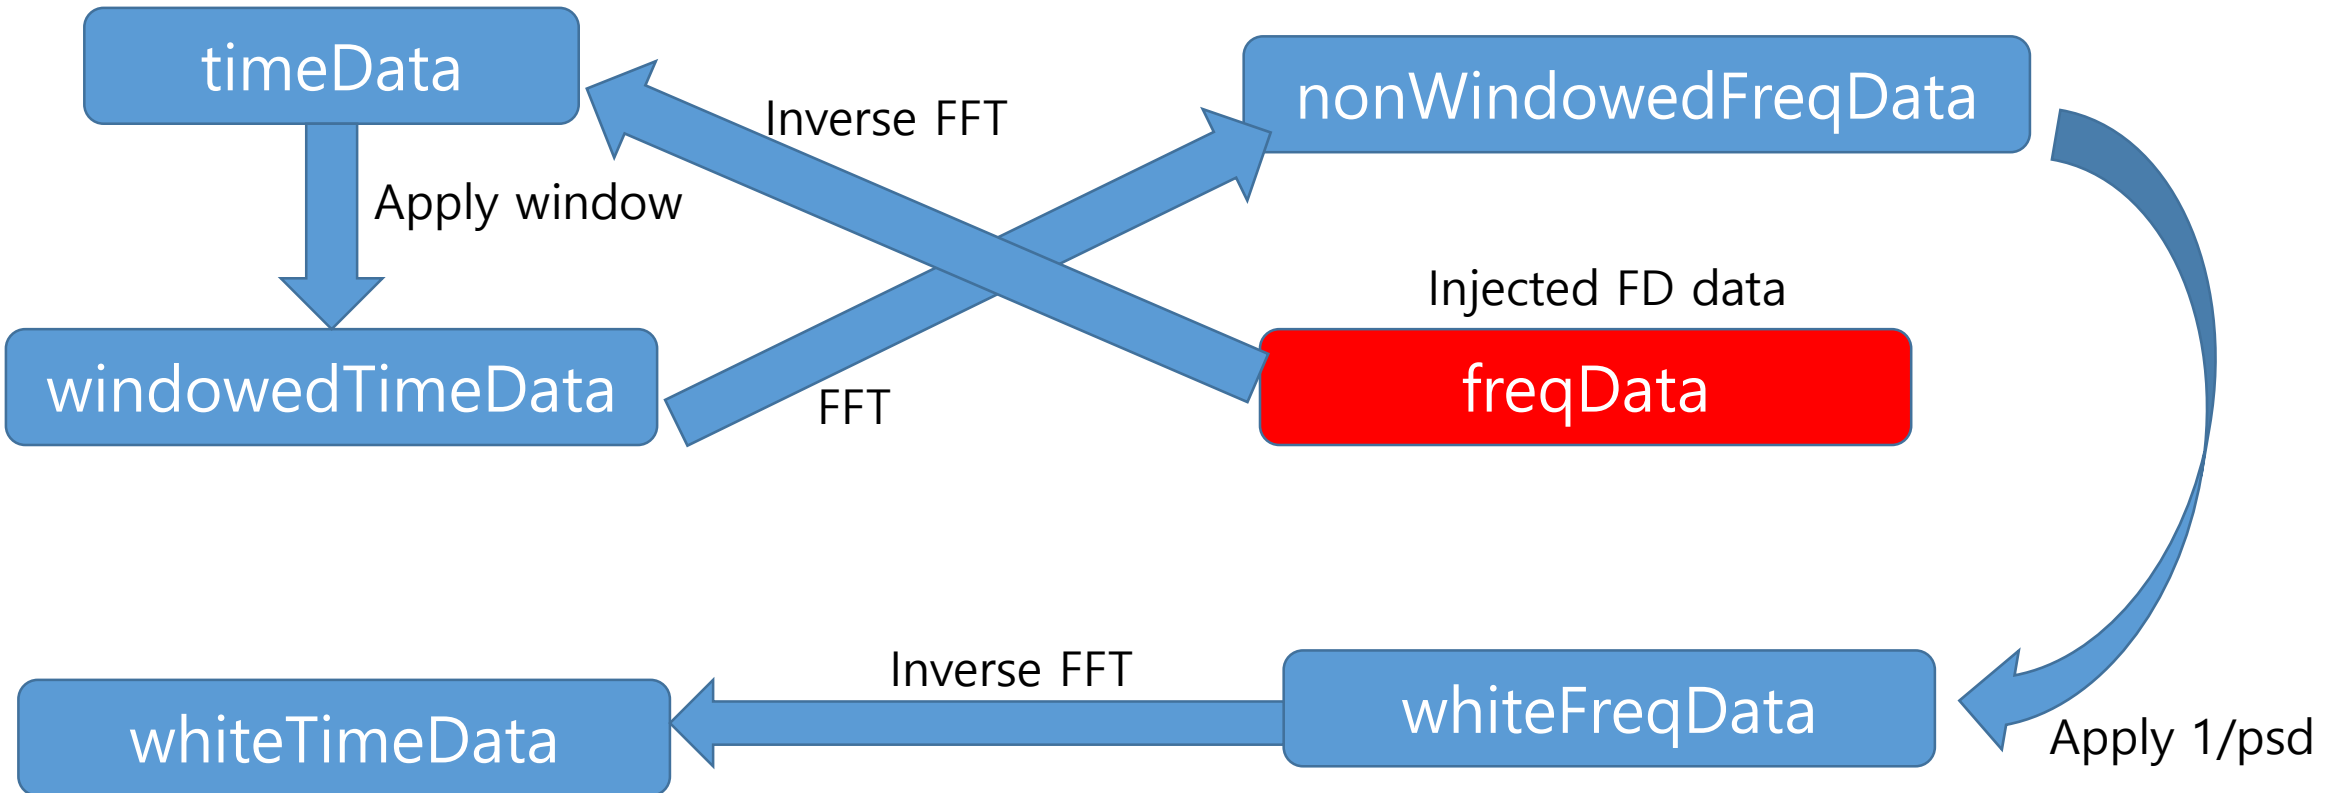 timeData
nonWindowedFreqData
Inverse FFT
Apply window
Injected FD data
windowedTimeData
FFT
freqData
Inverse FFT
whiteFreqData
whiteTimeData
Apply 1/psd